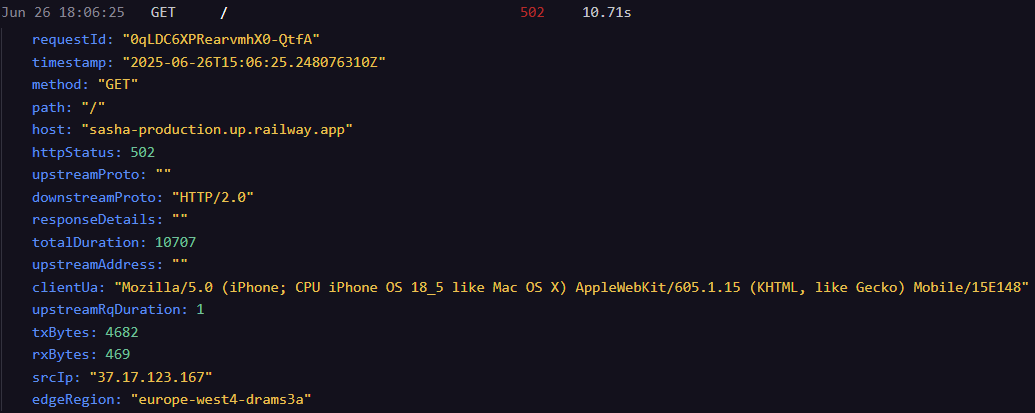 Jun 26 18:06:25 GET / 502 10.71s
requestId: "0qLDC6XPRearvmhX0-QtfA"
timestamp: "2025-06-26T15:06:25.248076310Z"
method: "GET"
path: "/"
host: "sasha-production.up.railway.app"
httpStatus: 502
upstreamProto: ""
downstreamProto: "HTTP/2.0"
responseDetails: ""
totalDuration: 10707
upstreamAddress: ""
clientUa: "Mozilla/5.0 (iPhone; CPU iPhone OS 18_5 like Mac OS X) AppleWebKit/605.1.15 (KHTML, like Gecko) Mobile/15E148"
upstreamRqDuration: 1
txBytes: 4682
rxBytes: 469
srcIp: "37.17.123.167"
edgeRegion: "europe-west4-drams3a"